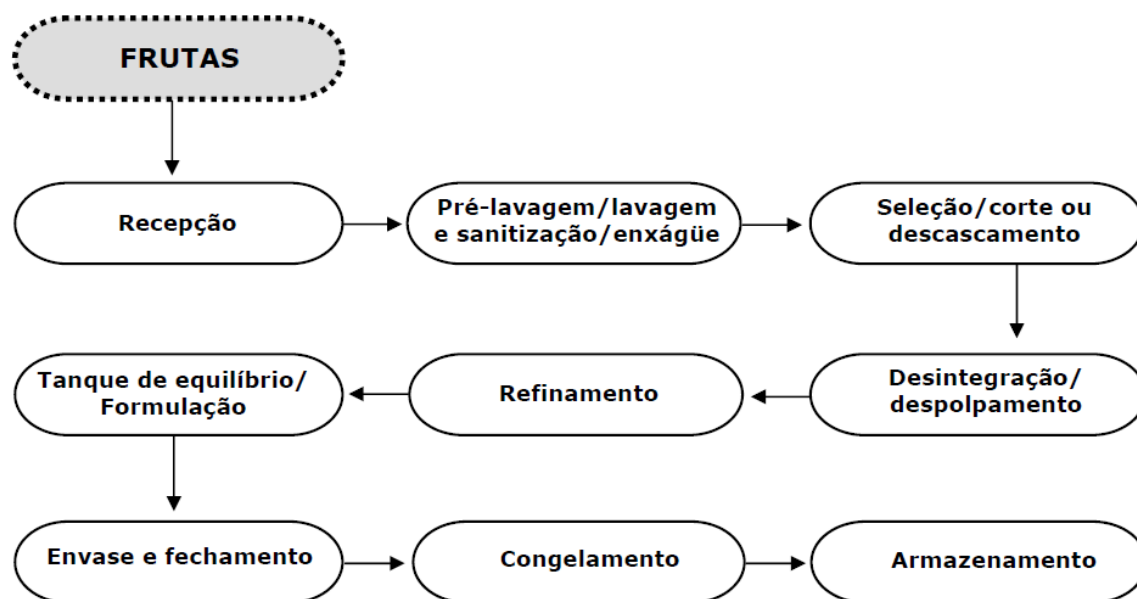 FRUTAS
Recepção
Pré-lavagem/lavagem
e sanitização/enxágüe
Seleção/corte ou
descascamento
Desintegração/
despolpamento
Refinamento
Tanque de equilíbrio/
Formulação
Envase e fechamento
Congelamento
Armazenamento